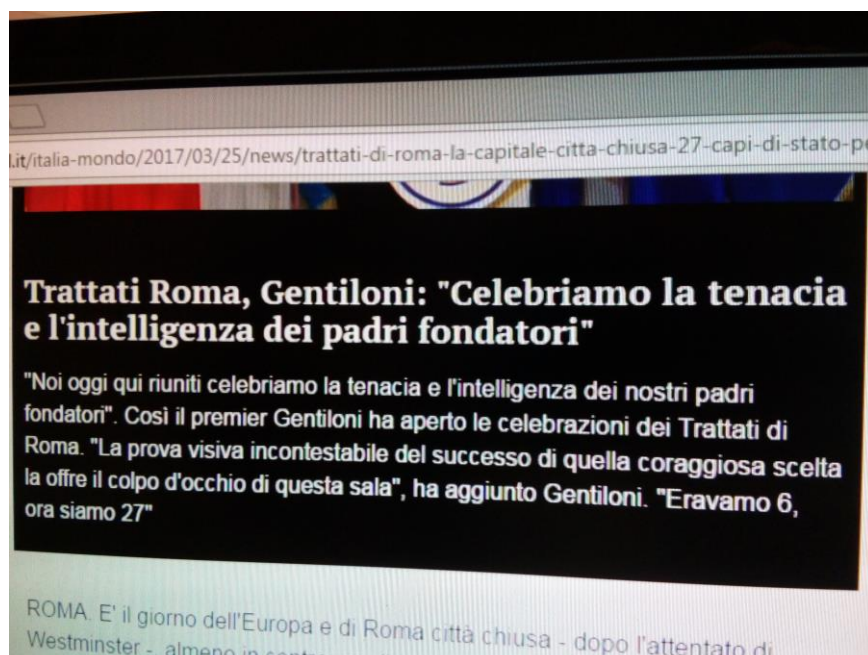 l.it/italia-mondo/2017/03/25/news/trattati-di-roma-la-capitale-citta-chiusa-27-capi-di-stato-pe
Trattati Roma, Gentiloni: "Celebriamo la tenacia
e l'intelligenza dei padri fondatori"
"Noi oggi qui riuniti celebriamo la tenacia e l'intelligenza dei nostri padri
fondatori". Così il premier Gentiloni ha aperto le celebrazioni dei Trattati di
Roma. "La prova visiva incontestabile del successo di quella coraggiosa scelta
la offre il colpo d'occhio di questa sala", ha aggiunto Gentiloni. "Eravamo 6,
ora siamo 27"
ROMA. E' il giorno dell'Europa e di Roma città chiusa - dopo l'attentato di
Westminster - almeno in